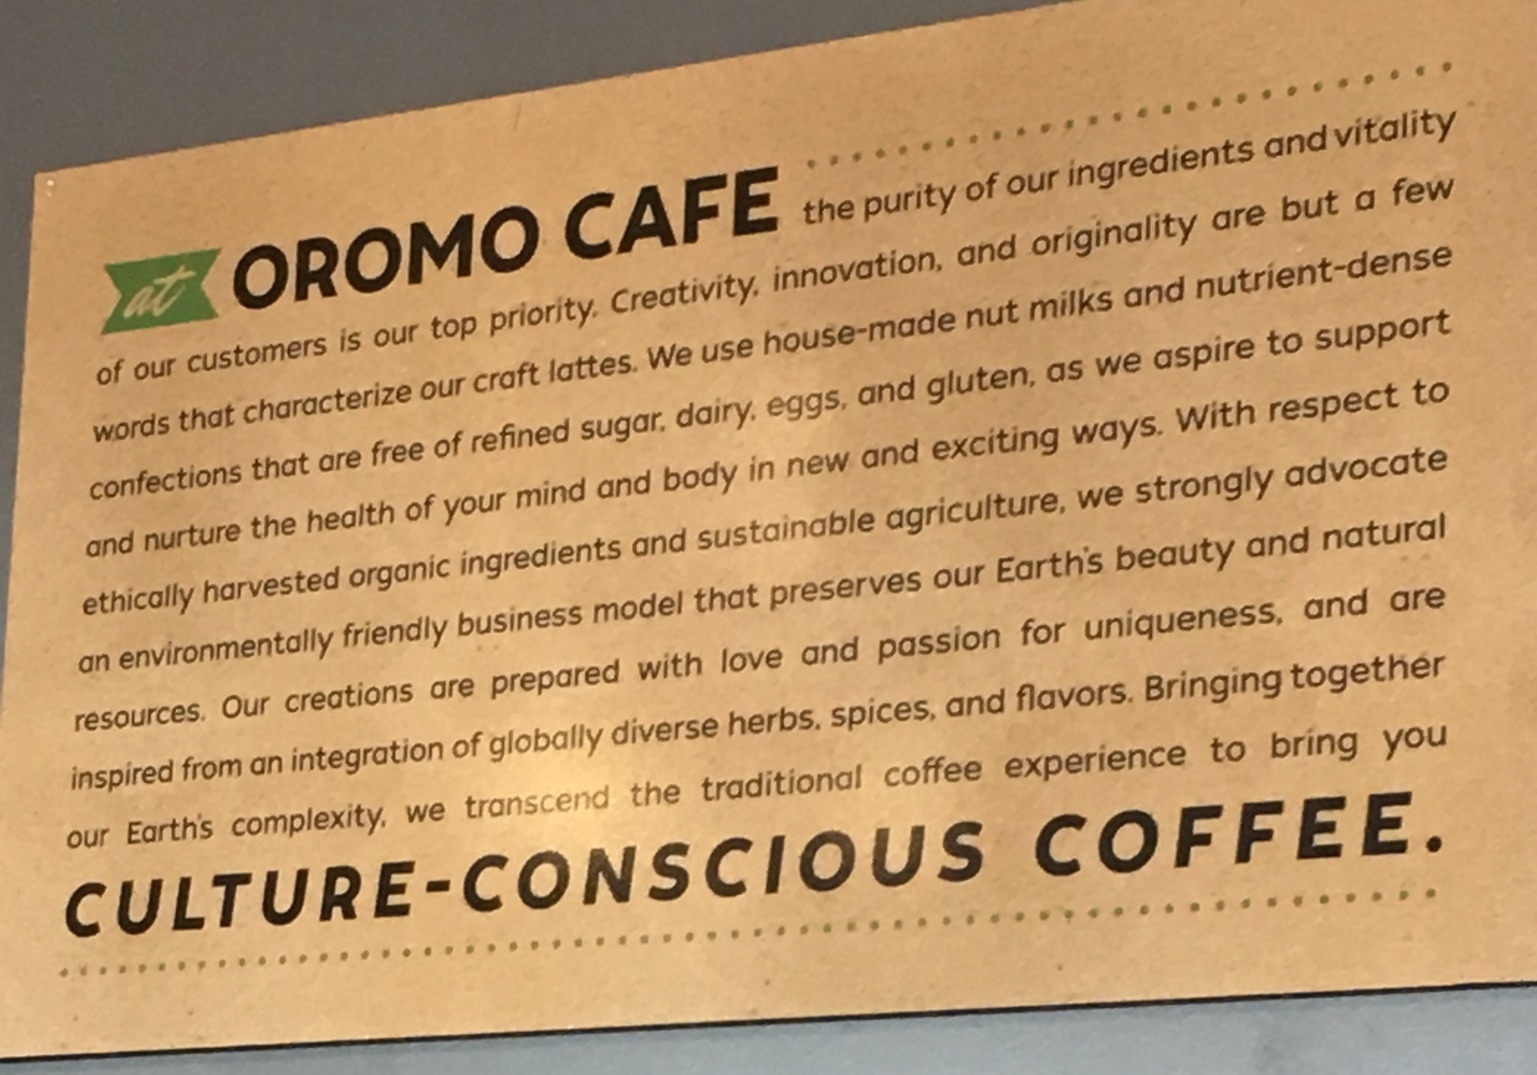 at OROMO CAFE the purity of our ingredients and vitality
of our customers is our top priority. Creativity, innovation, and originality are but a few
words that characterize our craft lattes. We use house-made nut milks and nutrient-dense
confections that are free of refined sugar, dairy, eggs, and gluten, as we aspire to support
and nurture the health of your mind and body in new and exciting ways. With respect to
ethically harvested organic ingredients and sustainable agriculture, we strongly advocate
an environmentally friendly business model that preserves our Earth's beauty and natural
resources. Our creations are prepared with love and passion for uniqueness, and are
inspired from an integration of globally diverse herbs, spices, and flavors. Bringing together
our Earth's complexity, we transcend the traditional coffee experience to bring you
CULTURE-CONSCIOUS COFFEE.